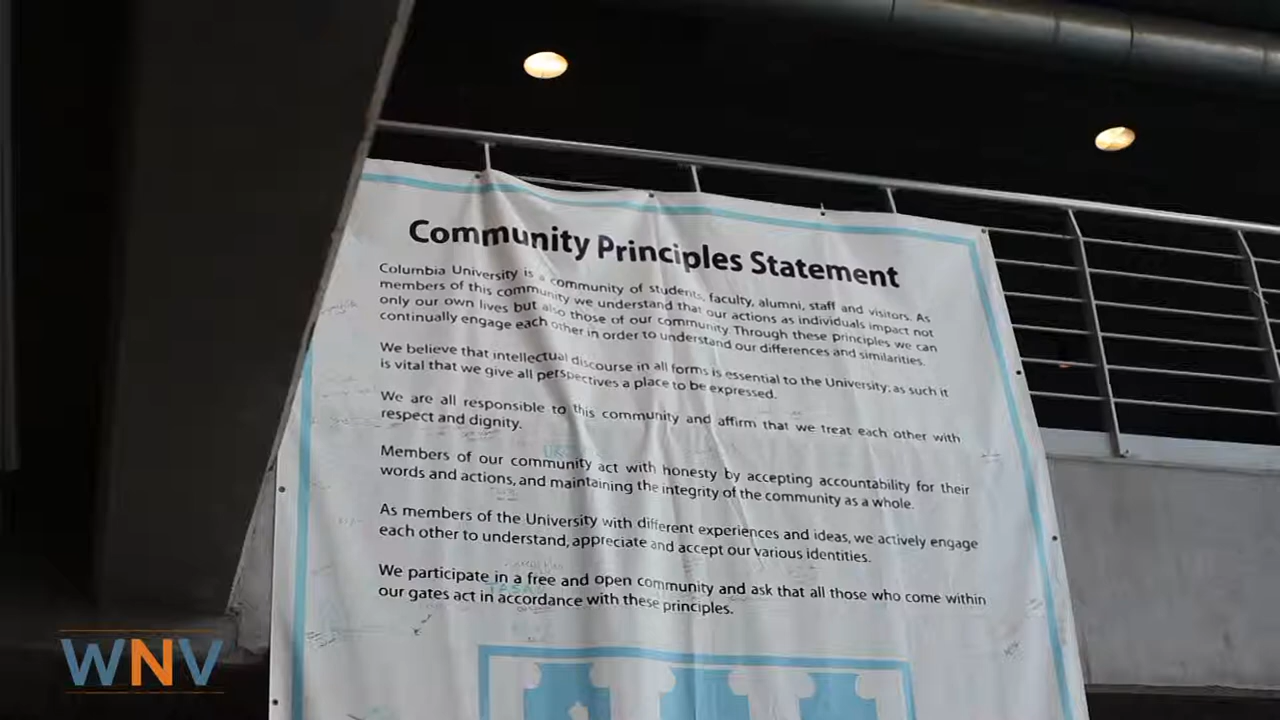 Community Principles Statement
Columbia University is a community of students, faculty, alumni, staff and visitors. As
members of this community we understand that our actions as individuals impact not
only our own lives but also those of our community. Through these principles we can
continually engage each other in order to understand our differences and similarities.
We believe that intellectual discourse in all forms is essential to the University; as such it
is vital that we give all perspectives a place to be expressed.
We are all responsible to this community and affirm that we treat each other with
respect and dignity.
Members of our community act with honesty by accepting accountability for their
words and actions, and maintaining the integrity of the community as a whole.
As members of the University with different experiences and ideas, we actively engage
each other to understand, appreciate and accept our various identities.
We participate in a free and open community and ask that all those who come within
our gates act in accordance with these principles.
WNV